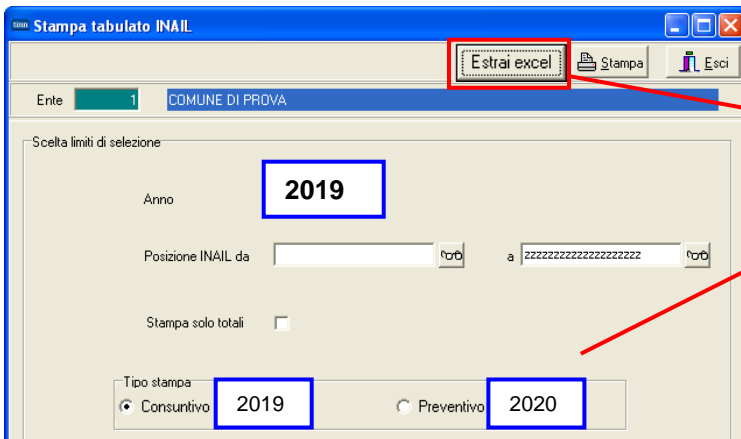 tinn Stampa tabulato INAIL
Estrai excel Stampa Esci
Ente 1 COMUNE DI PROVA
Scelta limiti di selezione
Anno 2019
Posizione INAIL da a zzzzzzzzzzzzzzzzzzzz
Stampa solo totali
Tipo stampa
Consuntivo 2019 Preventivo 2020